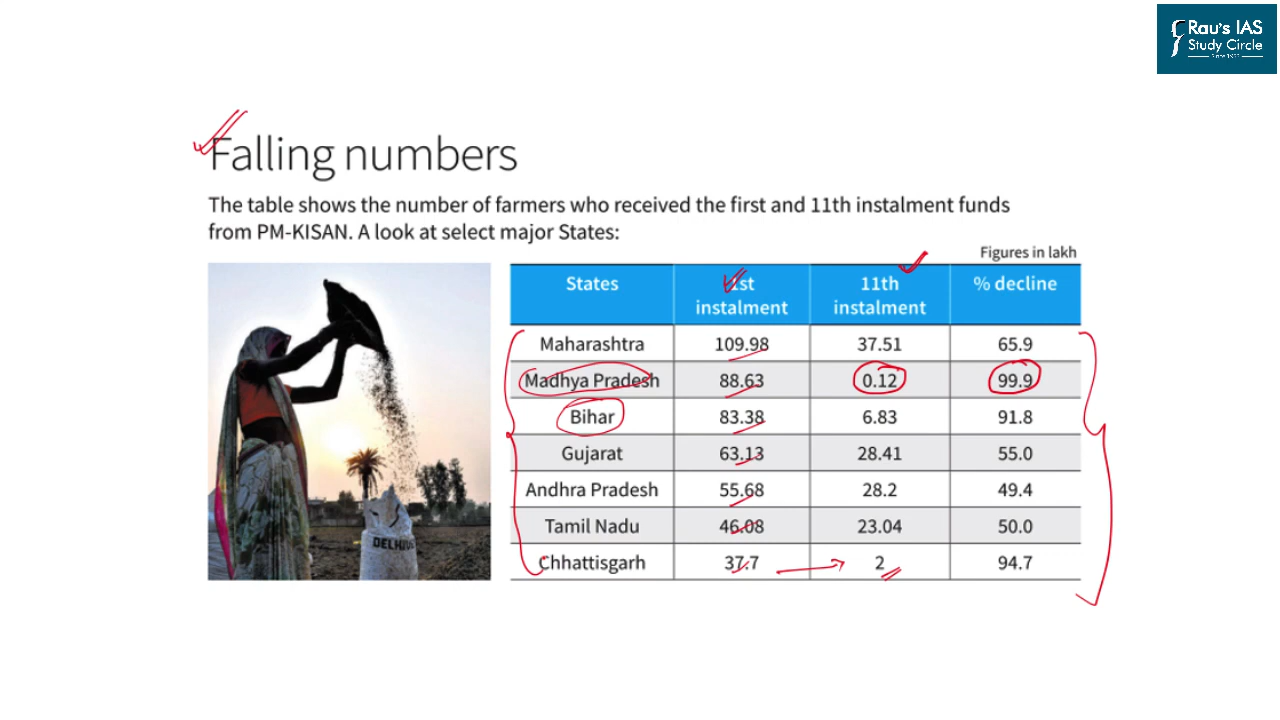 Rau's IAS
Study Circle
Falling numbers
The table shows the number of farmers who received the first and 11th instalment funds
from PM-KISAN. A look at select major States:
Figures in lakh
States 1st instalment 11th instalment % decline
Maharashtra 109.98 37.51 65.9
Madhya Pradesh 88.63 0.12 99.9
Bihar 83.38 6.83 91.8
Gujarat 63.13 28.41 55.0
Andhra Pradesh 55.68 28.2 49.4
Tamil Nadu 46.08 23.04 50.0
Chhattisgarh 37.7 2 94.7